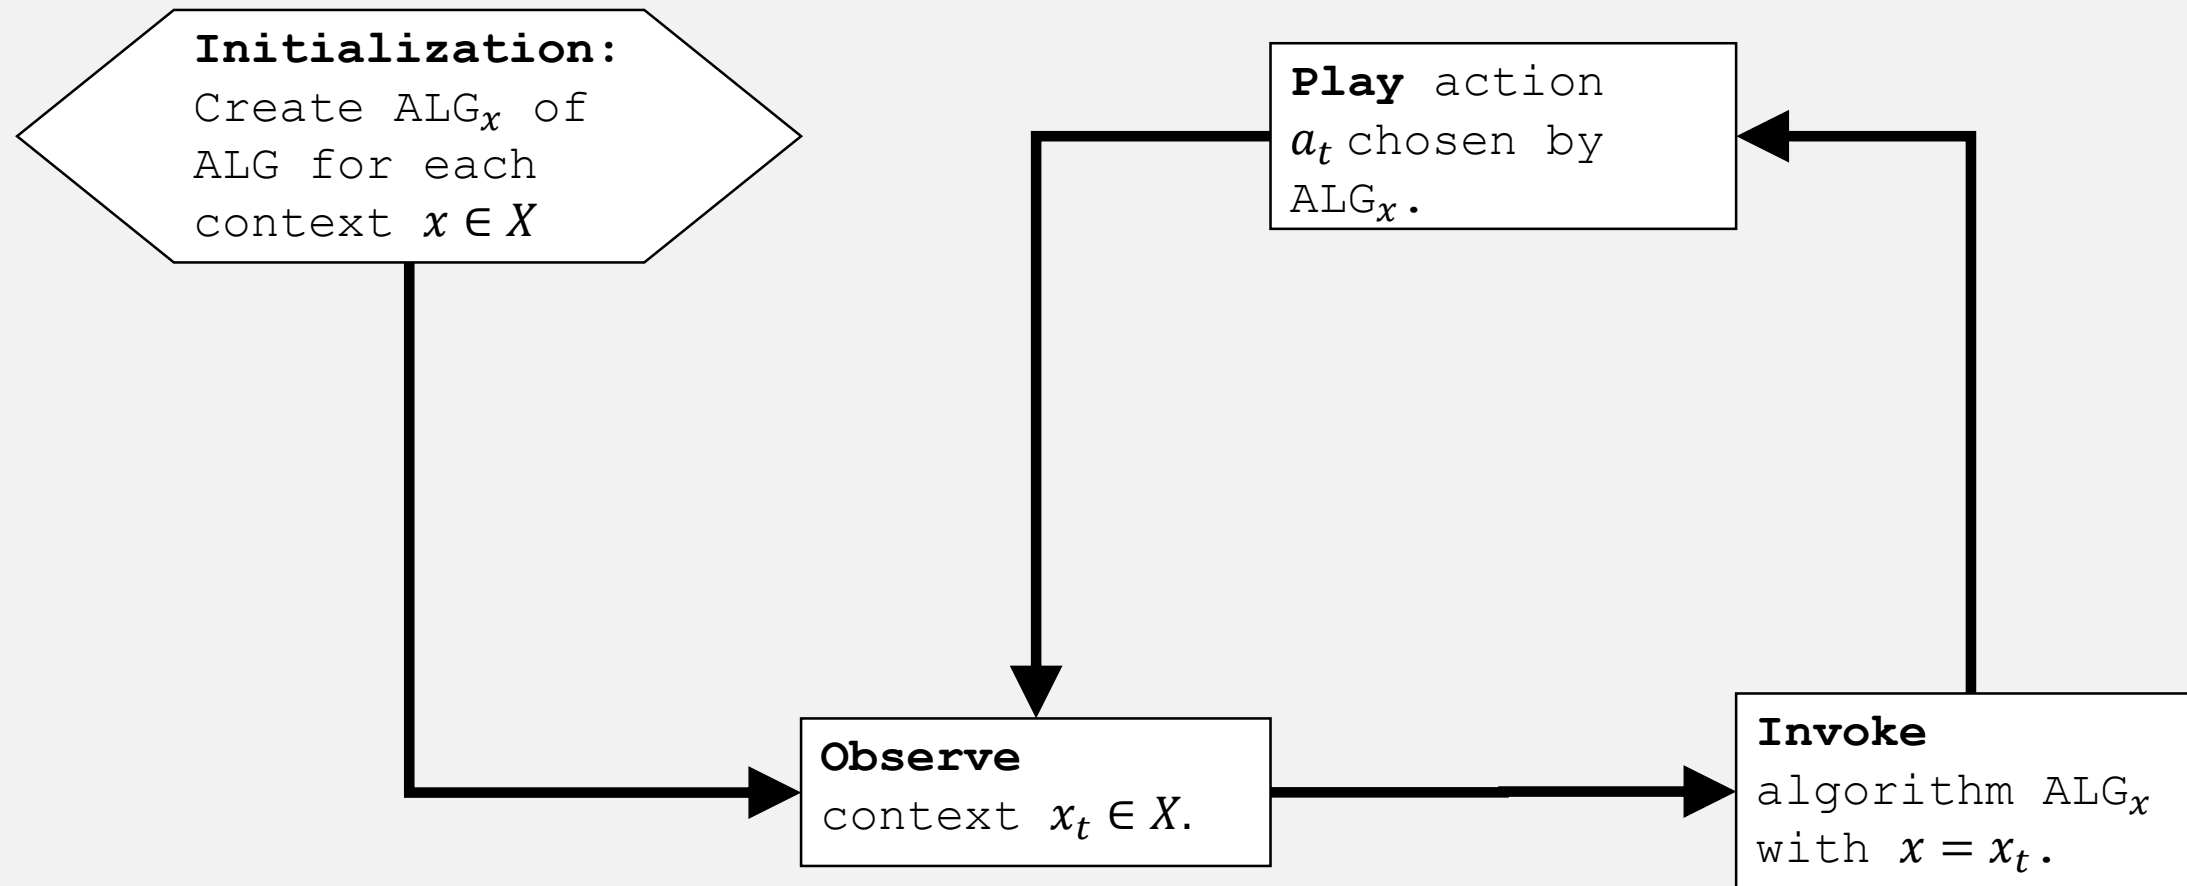 Initialization:
Create ALGₓ of
ALG for each
context x ∈ X
Play action
aₜ chosen by
ALGₓ.
Observe
context xₜ ∈ X.
Invoke
algorithm ALGₓ
with x = xₜ.